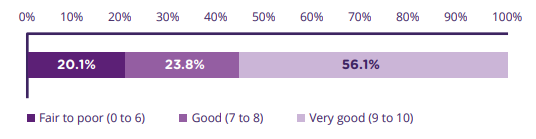 0% 10% 20% 30% 40% 50% 60% 70% 80% 90% 100%
20.1% 23.8% 56.1%
Fair to poor (0 to 6) Good (7 to 8) Very good (9 to 10)